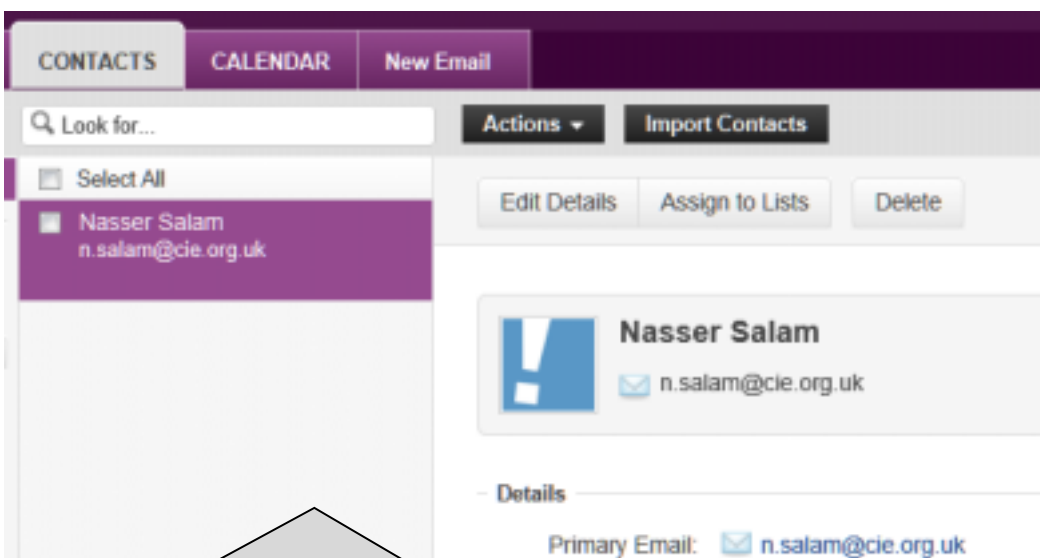 CONTACTS CALENDAR New Email
Look for... Actions Import Contacts
Select All
Edit Details Assign to Lists Delete
Nasser Salam
n.salam@cie.org.uk
Nasser Salam
n.salam@cie.org.uk
Details
Primary Email: n.salam@cie.org.uk